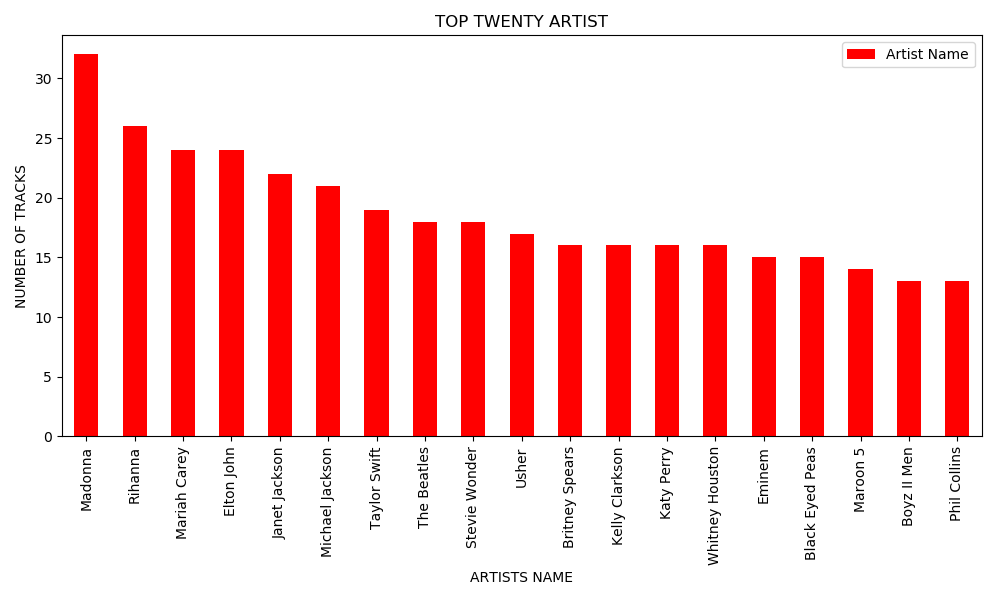 TOP TWENTY ARTIST
Artist Name
NUMBER OF TRACKS
30
25
20
15
10
5
0
Madonna
Rihanna
Mariah Carey
Elton John
Janet Jackson
Michael Jackson
Taylor Swift
The Beatles
Stevie Wonder
Usher
Britney Spears
Kelly Clarkson
Katy Perry
Whitney Houston
Eminem
Black Eyed Peas
Maroon 5
Boyz II Men
Phil Collins
ARTISTS NAME